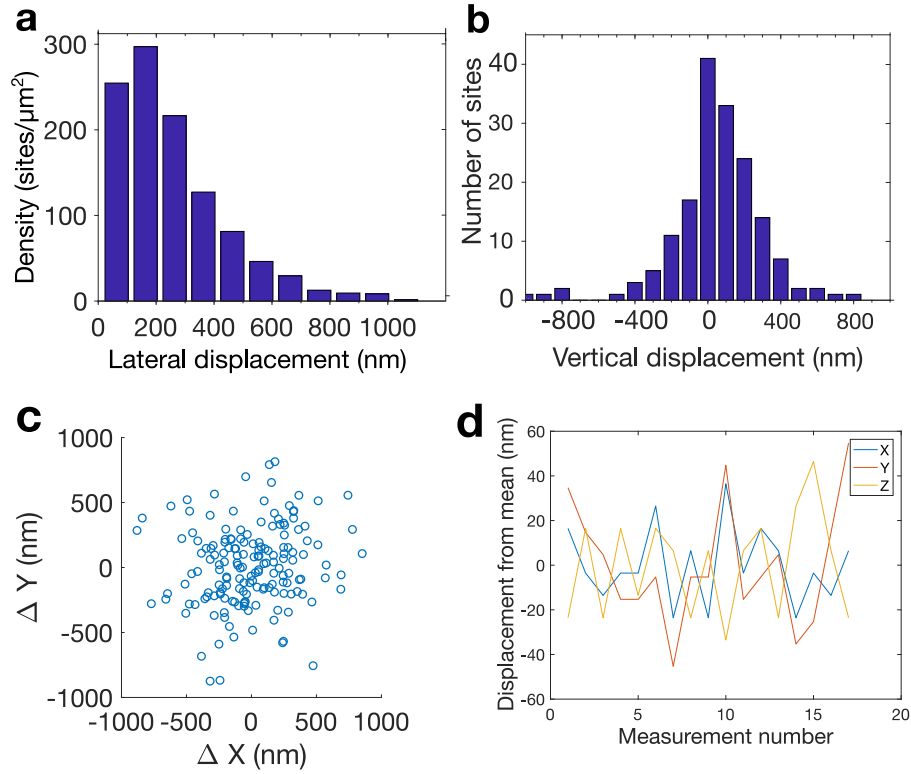 a
Density (sites/μm²)
300
200
100
0
0 200 400 600 800 1000
Lateral displacement (nm)
b
Number of sites
40
20
0
-800 -400 0 400 800
Vertical displacement (nm)
c
Δ Y (nm)
1000
500
0
-500
-1000
-1000 -500 0 500 1000
Δ X (nm)
d
Displacement from mean (nm)
60
40
20
0
-20
-40
-60
0 5 10 15 20
Measurement number
X
Y
Z